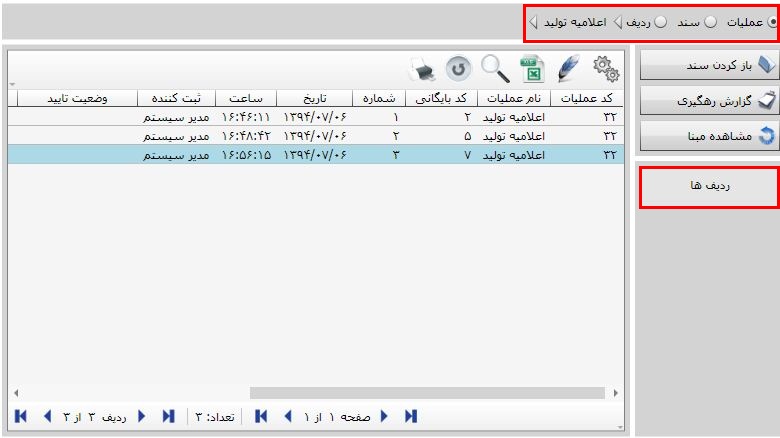 عملیات سند ردیف اعلامیه تولید
باز کردن سند
گزارش رهگیری
مشاهده مبنا
ردیف ها
کد عملیات نام عملیات کد بایگانی شماره تاریخ ساعت ثبت کننده وضعیت تایید
۳۲ اعلامیه تولید ۲ ۱ ۱۳۹۴/۰۷/۰۶ ۱۶:۴۶:۱۱ مدیر سیستم
۳۲ اعلامیه تولید ۵ ۲ ۱۳۹۴/۰۷/۰۶ ۱۶:۴۸:۴۲ مدیر سیستم
۳۲ اعلامیه تولید ۷ ۳ ۱۳۹۴/۰۷/۰۶ ۱۶:۵۶:۱۵ مدیر سیستم
صفحه ۱ از ۱ تعداد: ۳ ردیف ۳ از ۳